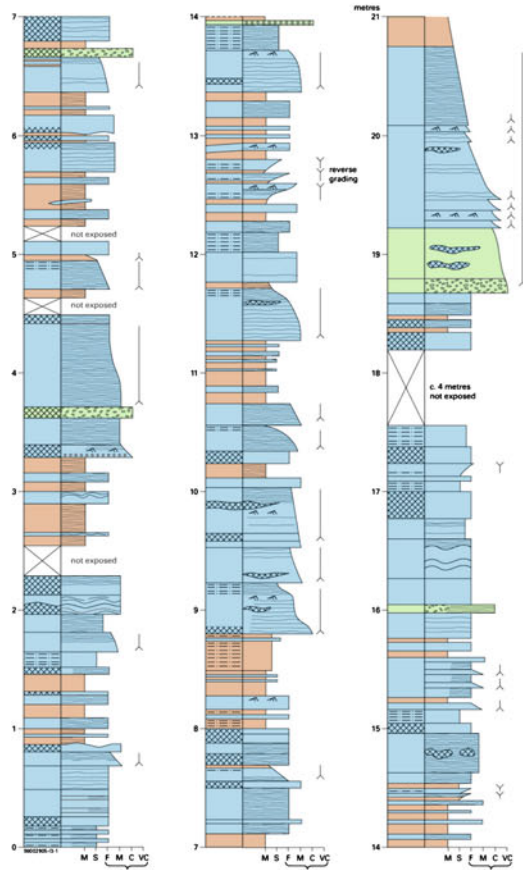 metres
7
6
not exposed
5
not exposed
4
3
not exposed
2
1
0
M S F M C VC
14
13
reverse
grading
12
11
10
9
8
7
M S F M C VC
21
20
19
18
c. 4 metres
not exposed
17
16
15
14
M S F M C VC